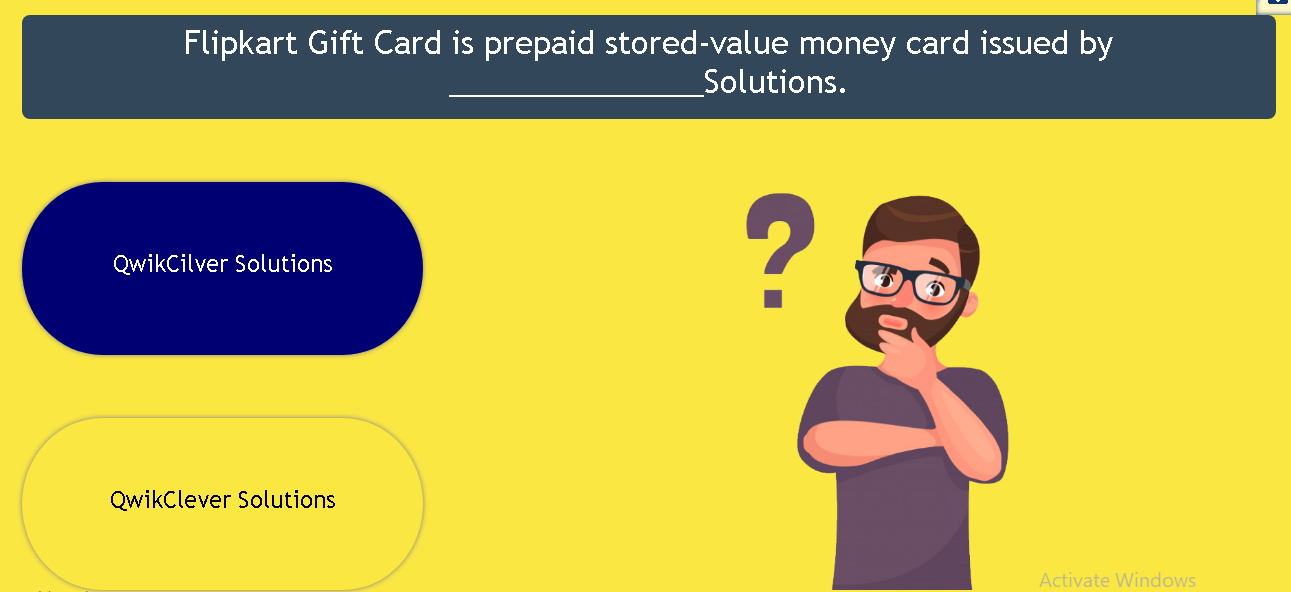 Flipkart Gift Card is prepaid stored-value money card issued by
________________Solutions.
QwikCilver Solutions
?
QwikClever Solutions
Activate Windows